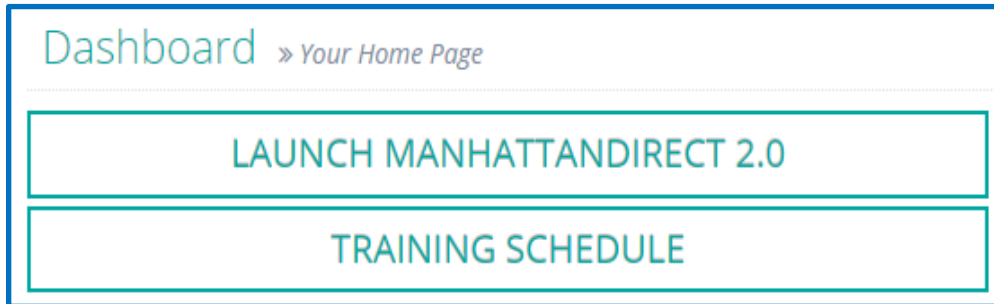 Dashboard » Your Home Page
LAUNCH MANHATTANDIRECT 2.0
TRAINING SCHEDULE